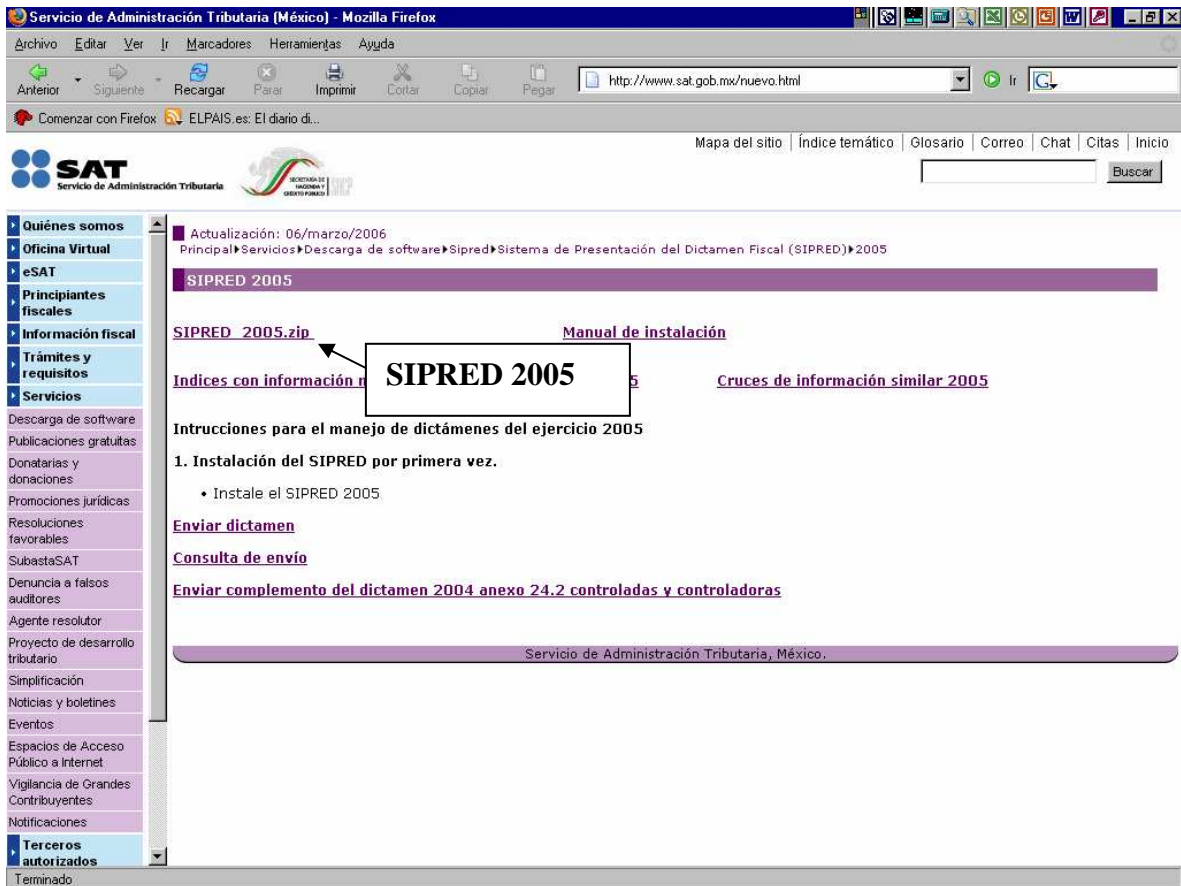 Servicio de Administración Tributaria (México) - Mozilla Firefox
Archivo Editar Ver Ir Marcadores Herramientas Ayuda
Anterior Siguiente Recargar Parar Imprimir Cortar Copiar Pegar http://www.sat.gob.mx/nuevo.html Ir
Comenzar con Firefox ELPAIS.es: El diario di...
Mapa del sitio | Índice temático | Glosario | Correo | Chat | Citas | Inicio
SAT
Servicio de Administración Tributaria
SECRETARÍA DE
HACIENDA Y
CRÉDITO PÚBLICO
SHCP
Buscar
Quiénes somos
Oficina Virtual
eSAT
Principiantes
fiscales
Información fiscal
Trámites y
requisitos
Servicios
Descarga de software
Publicaciones gratuitas
Donatarias y
donaciones
Promociones jurídicas
Resoluciones
favorables
SubastaSAT
Denuncia a falsos
auditores
Agente resolutor
Proyecto de desarrollo
tributario
Simplificación
Noticias y boletines
Eventos
Espacios de Acceso
Público a Internet
Vigilancia de Grandes
Contribuyentes
Notificaciones
Terceros
autorizados
Actualización: 06/marzo/2006
Principal Servicios Descarga de software Sipred Sistema de Presentación del Dictamen Fiscal (SIPRED) 2005
SIPRED 2005
SIPRED 2005.zip Manual de instalación
SIPRED 2005
Indices con información 5 Cruces de información similar 2005
Intrucciones para el manejo de dictámenes del ejercicio 2005
1. Instalación del SIPRED por primera vez.
• Instale el SIPRED 2005
Enviar dictamen
Consulta de envío
Enviar complemento del dictamen 2004 anexo 24.2 controladas y controladoras
Servicio de Administración Tributaria, México.
Terminado